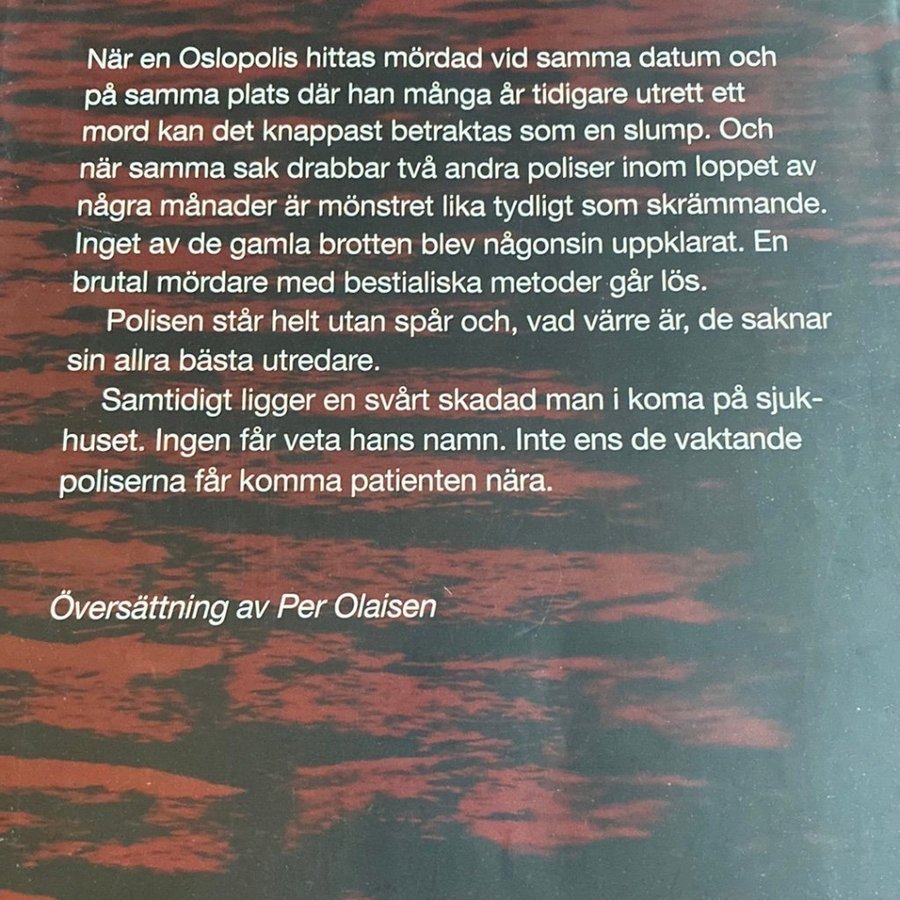 När en Oslopolis hittas mördad vid samma datum och
på samma plats där han många år tidigare utrett ett
mord kan det knappast betraktas som en slump. Och
när samma sak drabbar två andra poliser inom loppet av
några månader är mönstret lika tydligt som skrämmande.
Inget av de gamla brotten blev någonsin uppklarat. En
brutal mördare med bestialiska metoder går lös.
Polisen står helt utan spår och, vad värre är, de saknar
sin allra bästa utredare.
Samtidigt ligger en svårt skadad man i koma på sjuk-
huset. Ingen får veta hans namn. Inte ens de vaktande
poliserna får komma patienten nära.
Översättning av Per Olaisen